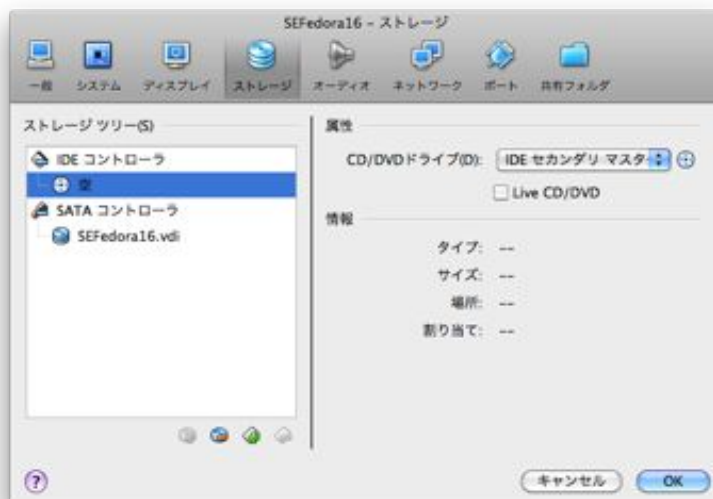 SEFedora16 – ストレージ
一般 システム ディスプレイ ストレージ オーディオ ネットワーク ポート 共有フォルダ
ストレージ ツリー(S)
IDE コントローラ
空
SATA コントローラ
SEFedora16.vdi
属性
CD/DVDドライブ(D): IDE セカンダリ マスタ
Live CD/DVD
情報
タイプ: --
サイズ: --
場所: --
割り当て: --
?
キャンセル OK